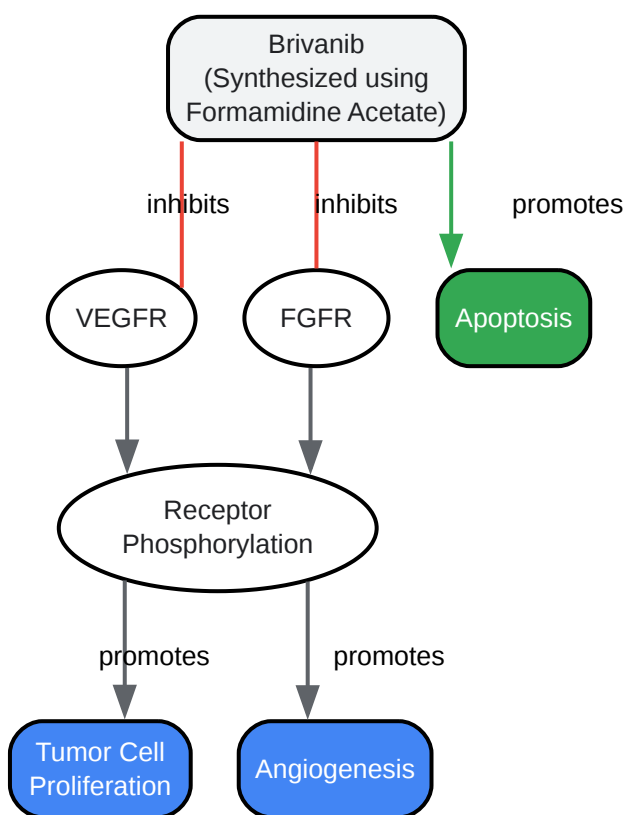 Brivanib
(Synthesized using
Formamidine Acetate)
inhibits
inhibits
promotes
VEGFR
FGFR
Apoptosis
Receptor
Phosphorylation
promotes
promotes
Tumor Cell
Proliferation
Angiogenesis